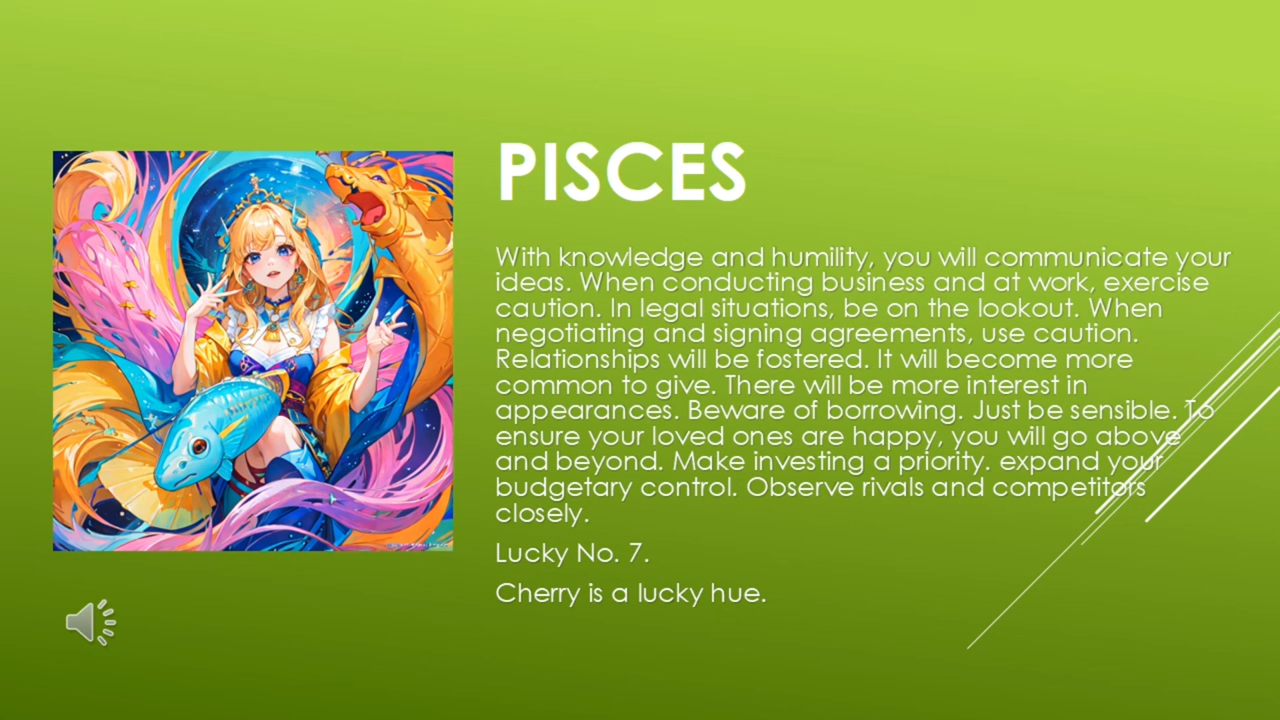 PISCES
With knowledge and humility, you will communicate your
ideas. When conducting business and at work, exercise
caution. In legal situations, be on the lookout. When
negotiating and signing agreements, use caution.
Relationships will be fostered. It will become more
common to give. There will be more interest in
appearances. Beware of borrowing. Just be sensible. To
ensure your loved ones are happy, you will go above
and beyond. Make investing a priority. expand your
budgetary control. Observe rivals and competitors
closely.
Lucky No. 7.
Cherry is a lucky hue.